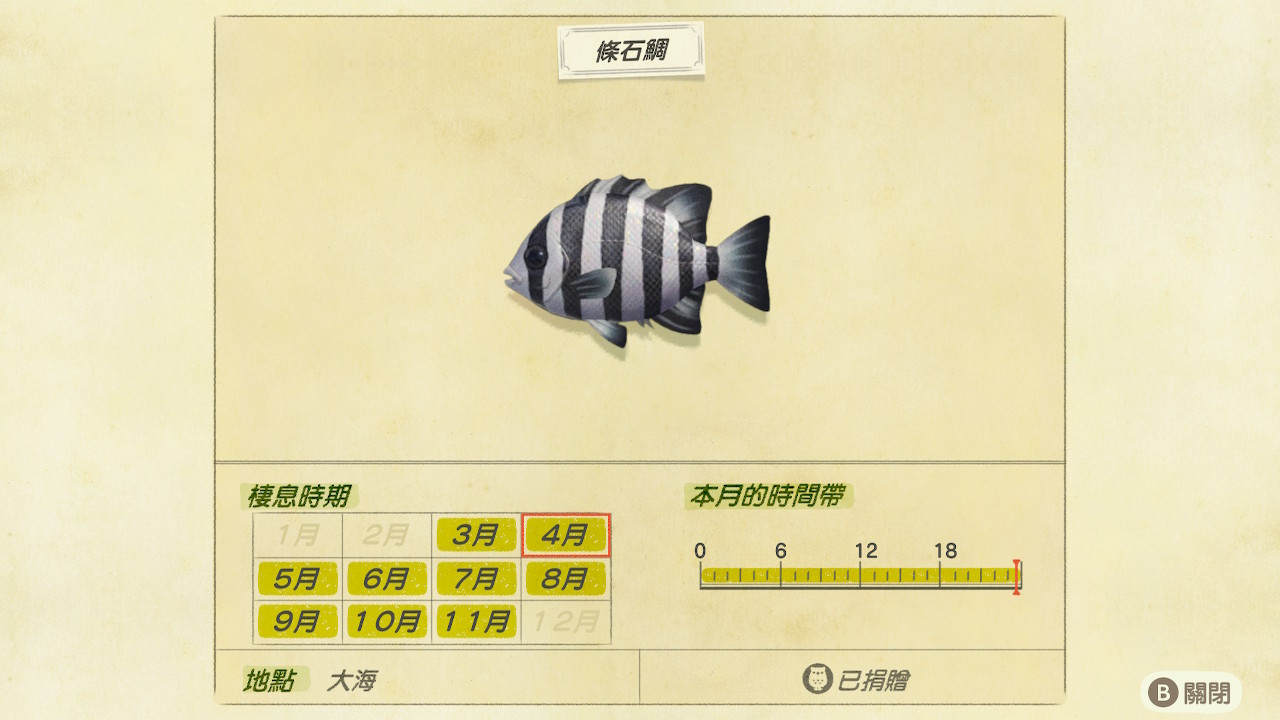 條石鯛
棲息時期
1月 2月 3月 4月
5月 6月 7月 8月
9月 10月 11月 12月
本月的時間帶
0 6 12 18
地點 大海
已捐贈
B 關閉